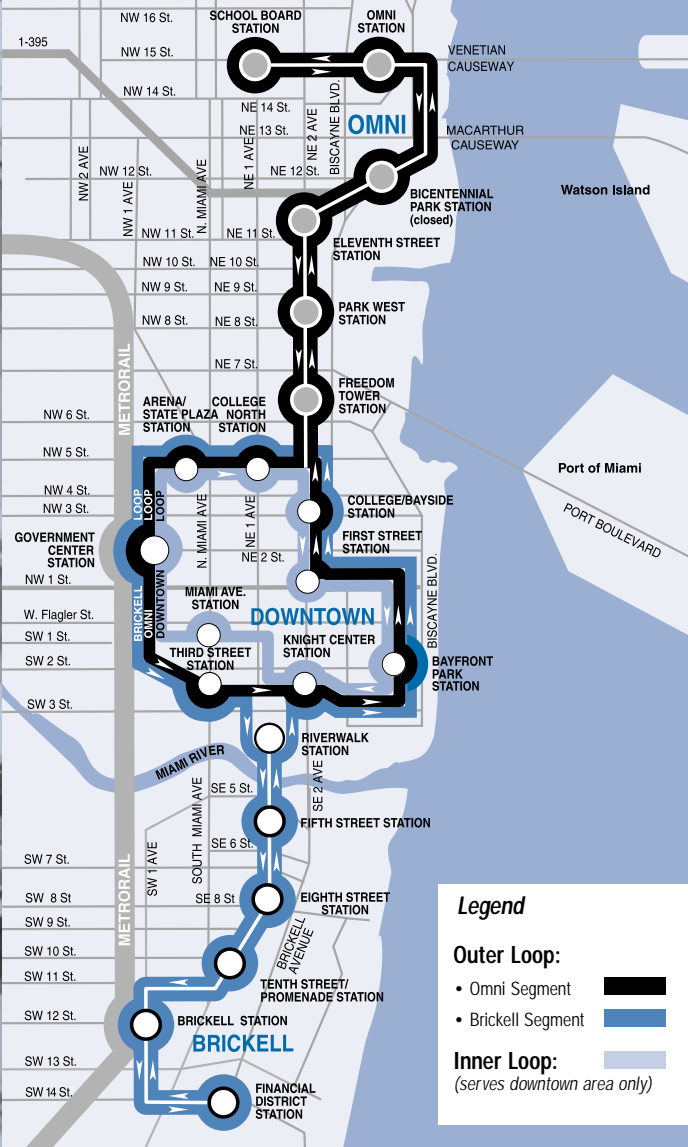 NW 16 St.
SCHOOL BOARD
STATION
OMNI
STATION
1-395
NW 15 St.
VENETIAN
CAUSEWAY
NW 14 St.
NE 14 St.
NE 13 St.
NE 2 AVE
BISCAYNE BLVD.
OMNI
MACARTHUR
CAUSEWAY
NW 2 AVE
NW 1 AVE
N. MIAMI AVE
NE 1 AVE
NW 12 St.
NE 12 St.
BICENTENNIAL
PARK STATION
(closed)
Watson Island
NW 11 St.
NE 11 St.
ELEVENTH STREET
STATION
NW 10 St.
NE 10 St.
NW 9 St.
NE 9 St.
NW 8 St.
NE 8 St.
PARK WEST
STATION
METRORAIL
NE 7 St.
FREEDOM
TOWER
STATION
NW 6 St.
ARENA/
STATE PLAZA
STATION
COLLEGE
NORTH
STATION
NW 5 St.
Port of Miami
PORT BOULEVARD
NW 4 St.
NW 3 St.
LOOP
LOOP
LOOP
N. MIAMI AVE
NE 1 AVE
COLLEGE/BAYSIDE
STATION
GOVERNMENT
CENTER
STATION
NE 2 St.
FIRST STREET
STATION
NW 1 St.
BRICKELL
OMNI
DOWNTOWN
MIAMI AVE.
STATION
BISCAYNE BLVD.
W. Flagler St.
DOWNTOWN
SW 1 St.
KNIGHT CENTER
STATION
SW 2 St.
THIRD STREET
STATION
BAYFRONT
PARK
STATION
SW 3 St.
RIVERWALK
STATION
MIAMI RIVER
SE 2 AVE
SE 5 St.
SOUTH MIAMI AVE
FIFTH STREET STATION
SE 6 St.
SW 7 St.
METRORAIL
SW 1 AVE
SW 8 St
SE 8 St
EIGHTH STREET
STATION
SW 9 St.
BRICKELL
AVENUE
SW 10 St.
SW 11 St.
TENTH STREET/
PROMENADE STATION
SW 12 St.
BRICKELL STATION
BRICKELL
SW 13 St.
SW 14 St.
FINANCIAL
DISTRICT
STATION
Legend
Outer Loop:
• Omni Segment
• Brickell Segment
Inner Loop:
(serves downtown area only)